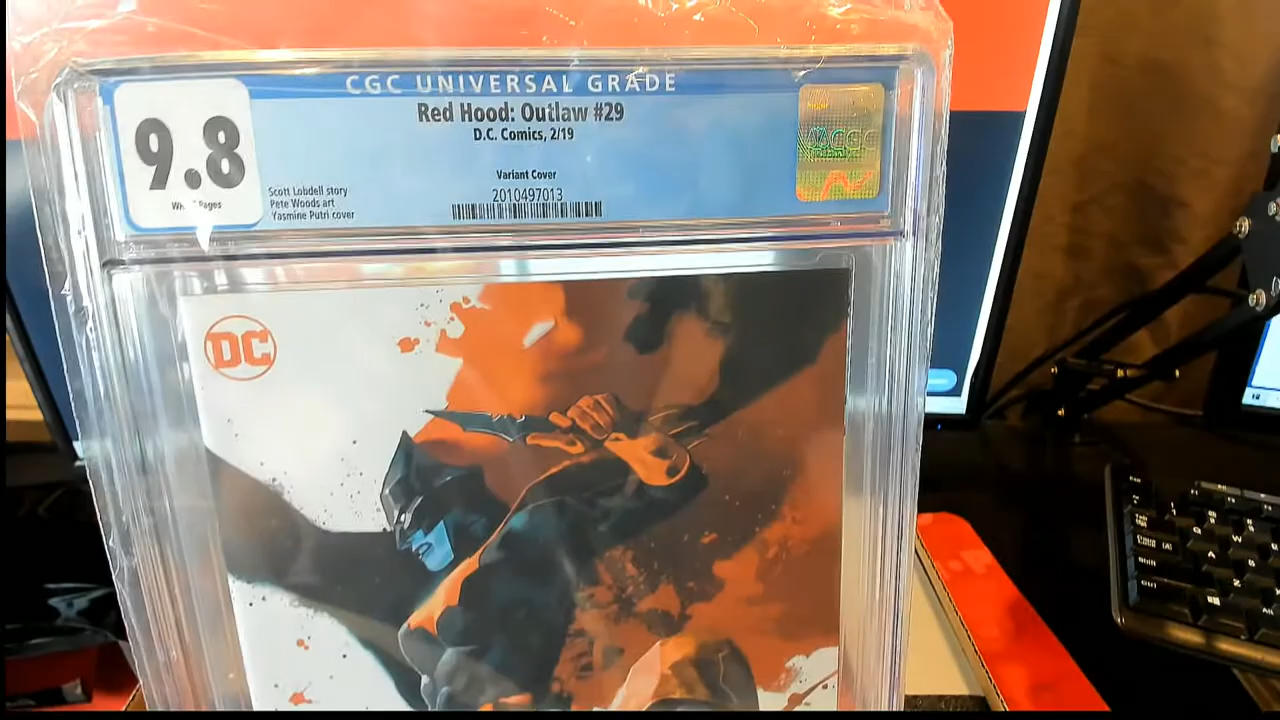 CGC UNIVERSAL GRADE
Red Hood: Outlaw #29
D.C. Comics, 2/19
9.8
Pages
Variant Cover
2010497013
Scott Lobdell story
Pete Woods art
Yasmine Putri cover
CGC
DC